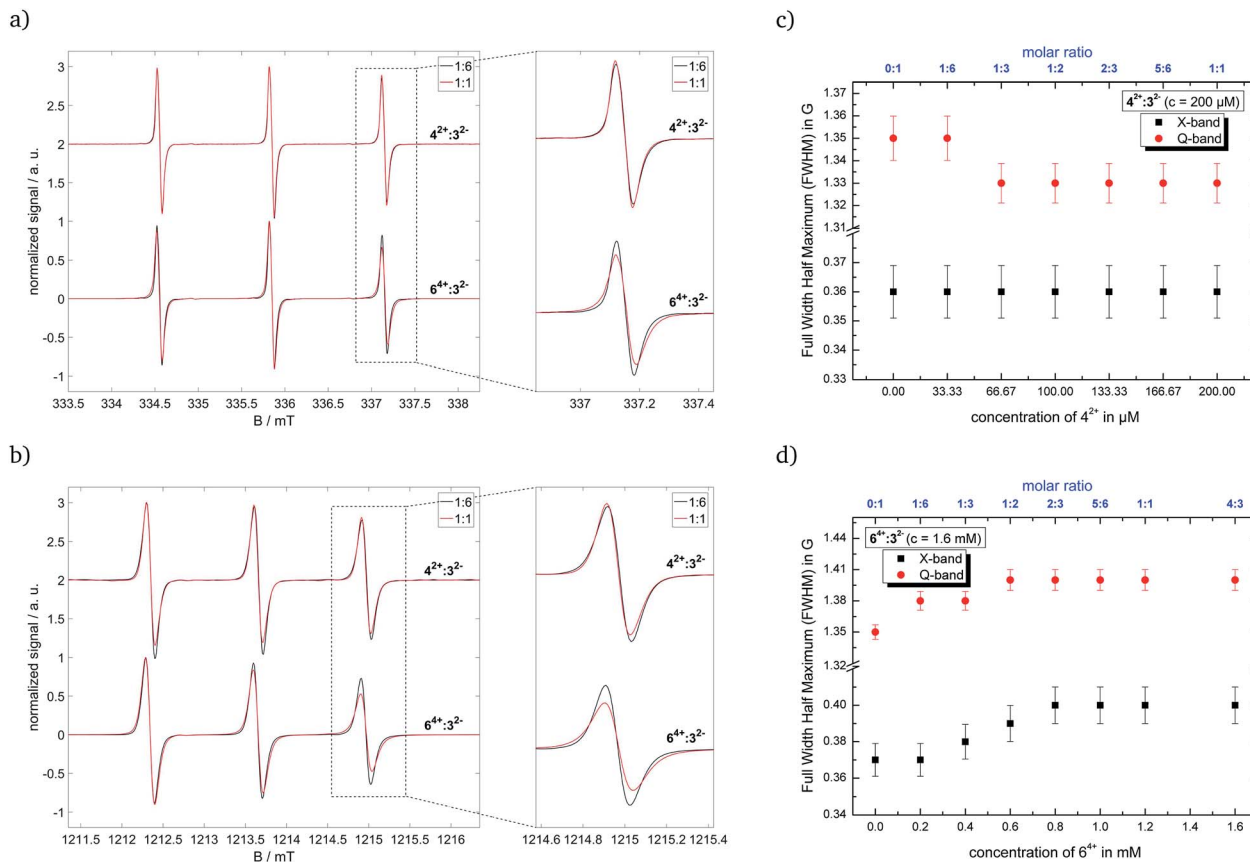 a)
normalized signal / a. u.
3
2
1
0
-0.5
-1
1:6
1:1
4²⁺:3²⁻
6⁴⁺:3²⁻
333.5 334 334.5 335 335.5 336 336.5 337 337.5 338
B / mT
1:6
1:1
4²⁺:3²⁻
6⁴⁺:3²⁻
337 337.2 337.4
b)
normalized signal / a. u.
3
2
1
0
-0.5
-1
1:6
1:1
4²⁺:3²⁻
6⁴⁺:3²⁻
1211.5 1212 1212.5 1213 1213.5 1214 1214.5 1215 1215.5 1216
B / mT
1:6
1:1
4²⁺:3²⁻
6⁴⁺:3²⁻
1214.6 1214.8 1215 1215.2 1215.4
c)
molar ratio
0:1 1:6 1:3 1:2 2:3 5:6 1:1
4²⁺:3²⁻ (c = 200 µM)
X-band
Q-band
Full Width Half Maximum (FWHM) in G
1.37
1.36
1.35
1.34
1.33
1.32
1.31
0.37
0.36
0.35
0.34
0.33
0.00 33.33 66.67 100.00 133.33 166.67 200.00
concentration of 4²⁺ in µM
d)
molar ratio
0:1 1:6 1:3 1:2 2:3 5:6 1:1 4:3
6⁴⁺:3²⁻ (c = 1.6 mM)
X-band
Q-band
Full Width Half Maximum (FWHM) in G
1.44
1.41
1.38
1.35
1.32
0.40
0.38
0.36
0.34
0.0 0.2 0.4 0.6 0.8 1.0 1.2 1.4 1.6
concentration of 6⁴⁺ in mM